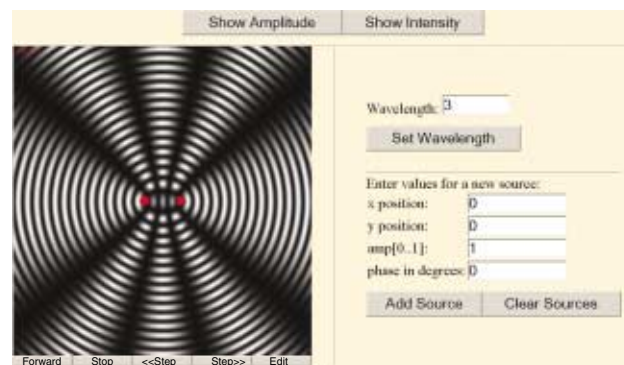 Show Amplitude Show Intensity
Wavelength: 3
Set Wavelength
Enter values for a new source:
x position: 0
y position: 0
amp[0..1]: 1
phase in degrees: 0
Add Source Clear Sources
Forward Stop <<Step Step>> Edit